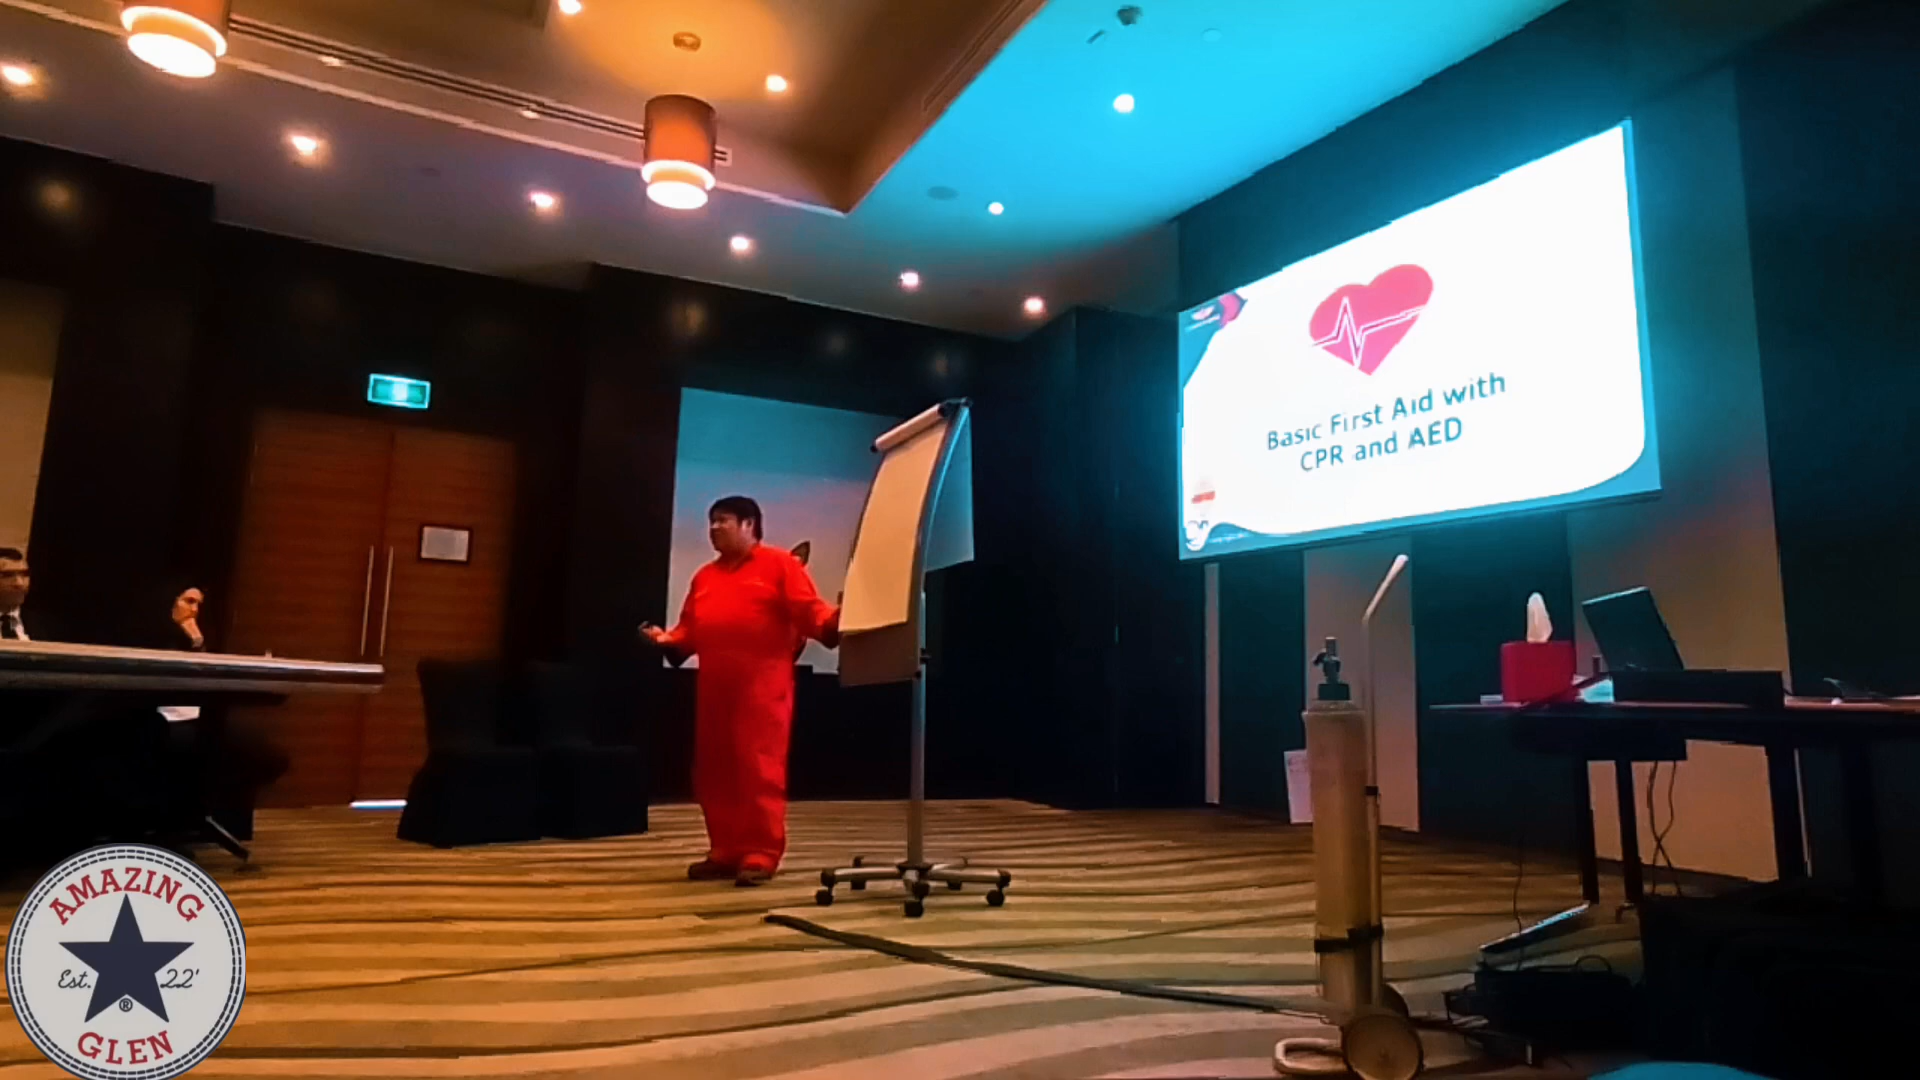 Basic First Aid with
CPR and AED
AMAZING
Est. 22'
®
GLEN